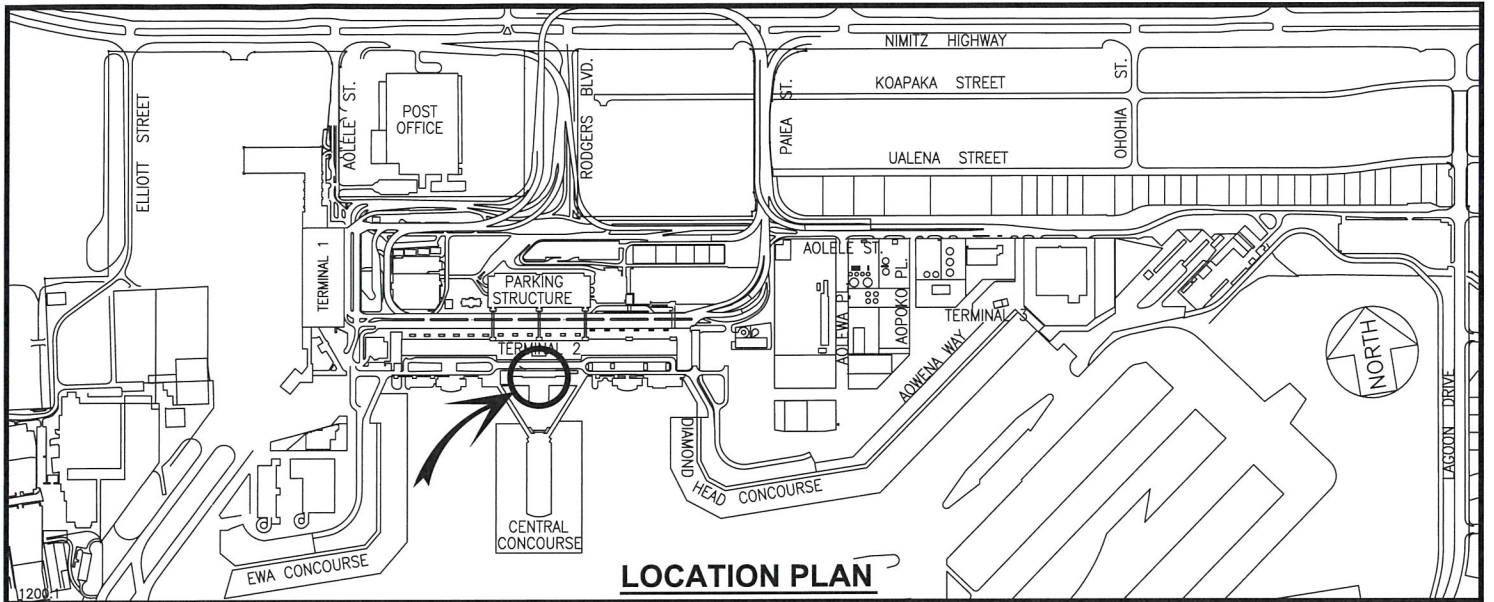 NIMITZ HIGHWAY
KOAPAKA STREET
UALENA STREET
OHOHIA ST.
PAIEA ST.
RODGERS BLVD.
AOLELE ST.
POST
OFFICE
ELLIOTT STREET
TERMINAL 1
PARKING
STRUCTURE
TERMINAL 2
AOLELE ST.
AOLEWA PL.
AOPOKO PL.
TERMINAL 3
AOWENA WAY
NORTH
LAGOON DRIVE
DIAMOND
HEAD CONCOURSE
CENTRAL
CONCOURSE
EWA CONCOURSE
LOCATION PLAN